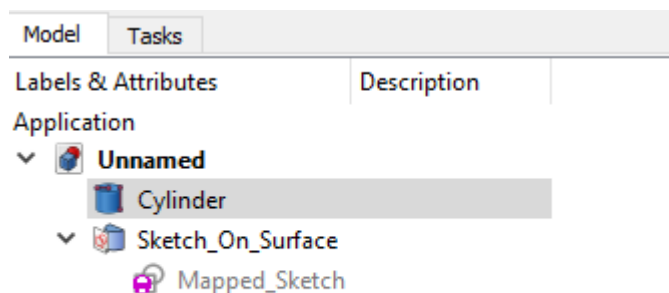 Model Tasks
Labels & Attributes Description
Application
Unnamed
Cylinder
Sketch_On_Surface
Mapped_Sketch